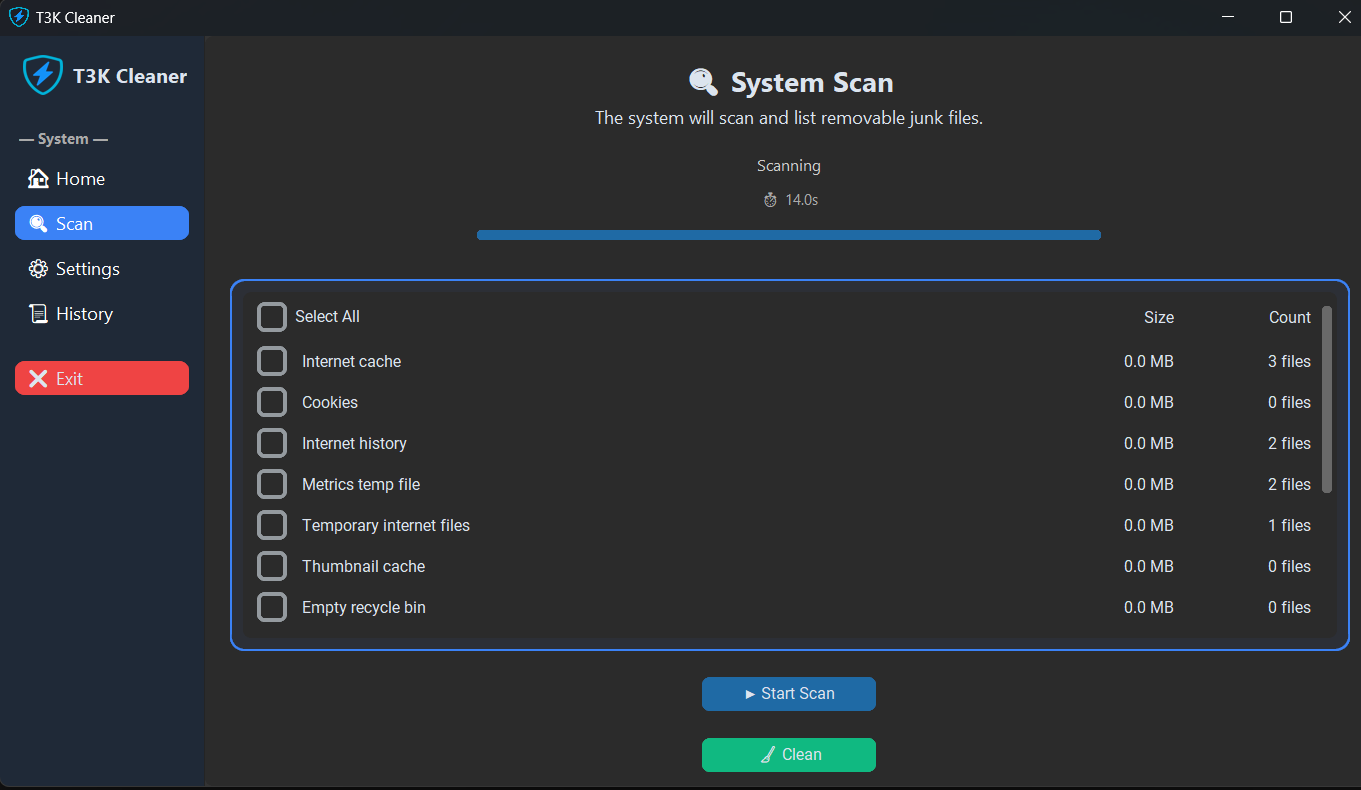 T3K Cleaner
T3K Cleaner
— System —
Home
Scan
Settings
History
Exit
System Scan
The system will scan and list removable junk files.
Scanning
14.0s
Select All Size Count
Internet cache 0.0 MB 3 files
Cookies 0.0 MB 0 files
Internet history 0.0 MB 2 files
Metrics temp file 0.0 MB 2 files
Temporary internet files 0.0 MB 1 files
Thumbnail cache 0.0 MB 0 files
Empty recycle bin 0.0 MB 0 files
Start Scan
Clean